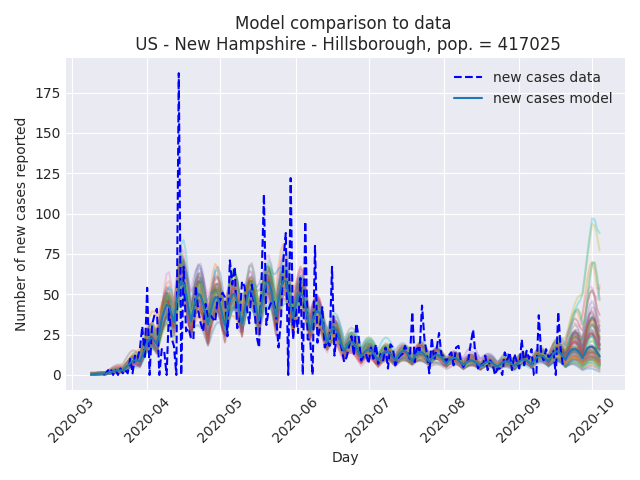 Model comparison to data
US - New Hampshire - Hillsborough, pop. = 417025
new cases data
new cases model
Number of new cases reported
175
150
125
100
75
50
25
0
2020-03
2020-04
2020-05
2020-06
2020-07
2020-08
2020-09
2020-10
Day